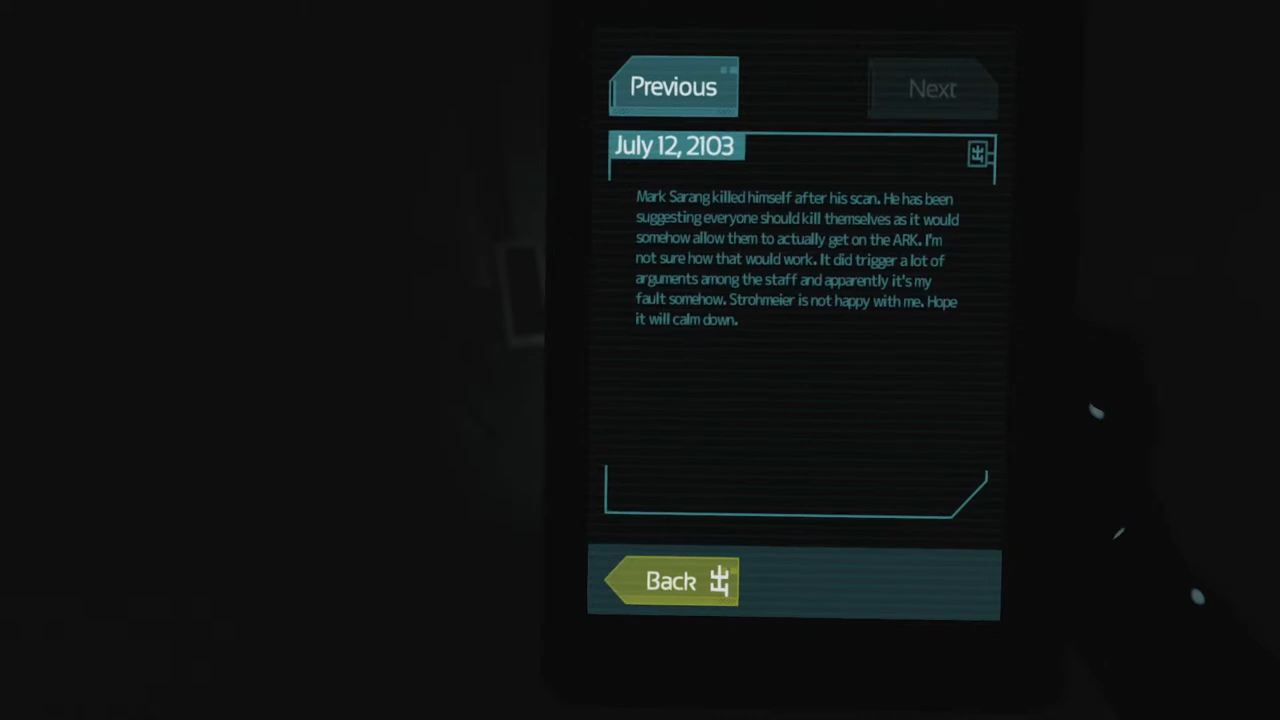 Previous
Next
July 12, 2103
Mark Sarang killed himself after his scan. He has been
suggesting everyone should kill themselves as it would
somehow allow them to actually get on the ARK. I'm
not sure how that would work. It did trigger a lot of
arguments among the staff and apparently it's my
fault somehow. Strohmeier is not happy with me. Hope
it will calm down.
Back